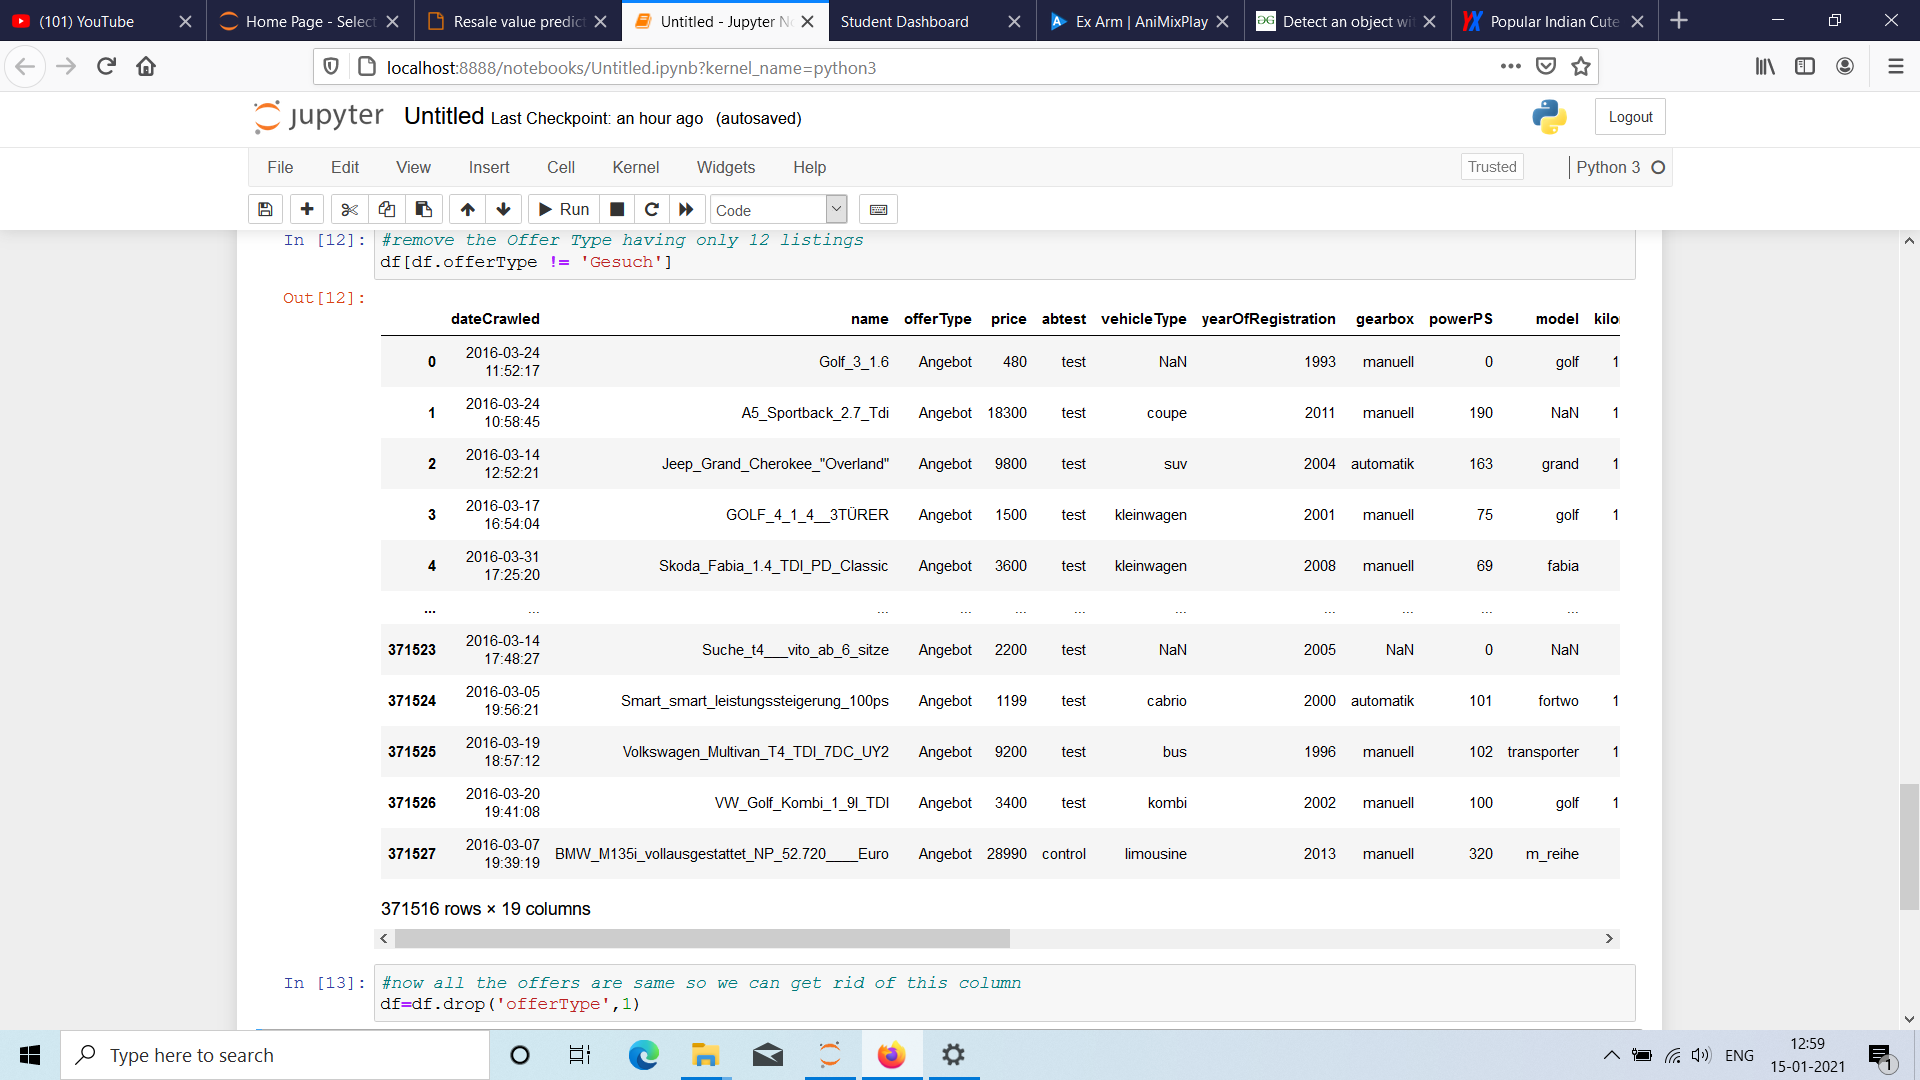 (101) YouTube
Home Page - Select
Resale value predict
Untitled - Jupyter No
Student Dashboard
Ex Arm | AniMixPlay
Detect an object wi
Popular Indian Cute
localhost:8888/notebooks/Untitled.ipynb?kernel_name=python3
jupyter Untitled Last Checkpoint: an hour ago (autosaved)
Logout
File Edit View Insert Cell Kernel Widgets Help
Trusted
Python 3
Run
Code
In [12]: #remove the Offer Type having only 12 listings
df[df.offerType != 'Gesuch']
Out[12]:
dateCrawled name offerType price abtest vehicleType yearOfRegistration gearbox powerPS model kilo
0 2016-03-24 11:52:17 Golf_3_1.6 Angebot 480 test NaN 1993 manuell 0 golf 1
1 2016-03-24 10:58:45 A5_Sportback_2.7_Tdi Angebot 18300 test coupe 2011 manuell 190 NaN 1
2 2016-03-14 12:52:21 Jeep_Grand_Cherokee_"Overland" Angebot 9800 test suv 2004 automatik 163 grand 1
3 2016-03-17 16:54:04 GOLF_4_1_4__3TÜRER Angebot 1500 test kleinwagen 2001 manuell 75 golf 1
4 2016-03-31 17:25:20 Skoda_Fabia_1.4_TDI_PD_Classic Angebot 3600 test kleinwagen 2008 manuell 69 fabia
... ... ... ... ... ... ... ... ... ... ...
371523 2016-03-14 17:48:27 Suche_t4___vito_ab_6_sitze Angebot 2200 test NaN 2005 NaN 0 NaN
371524 2016-03-05 19:56:21 Smart_smart_leistungssteigerung_100ps Angebot 1199 test cabrio 2000 automatik 101 fortwo 1
371525 2016-03-19 18:57:12 Volkswagen_Multivan_T4_TDI_7DC_UY2 Angebot 9200 test bus 1996 manuell 102 transporter 1
371526 2016-03-20 19:41:08 VW_Golf_Kombi_1_9l_TDI Angebot 3400 test kombi 2002 manuell 100 golf 1
371527 2016-03-07 19:39:19 BMW_M135i_vollausgestattet_NP_52.720____Euro Angebot 28990 control limousine 2013 manuell 320 m_reihe
371516 rows × 19 columns
In [13]: #now all the offers are same so we can get rid of this column
df=df.drop('offerType',1)
Type here to search
ENG
12:59
15-01-2021
1